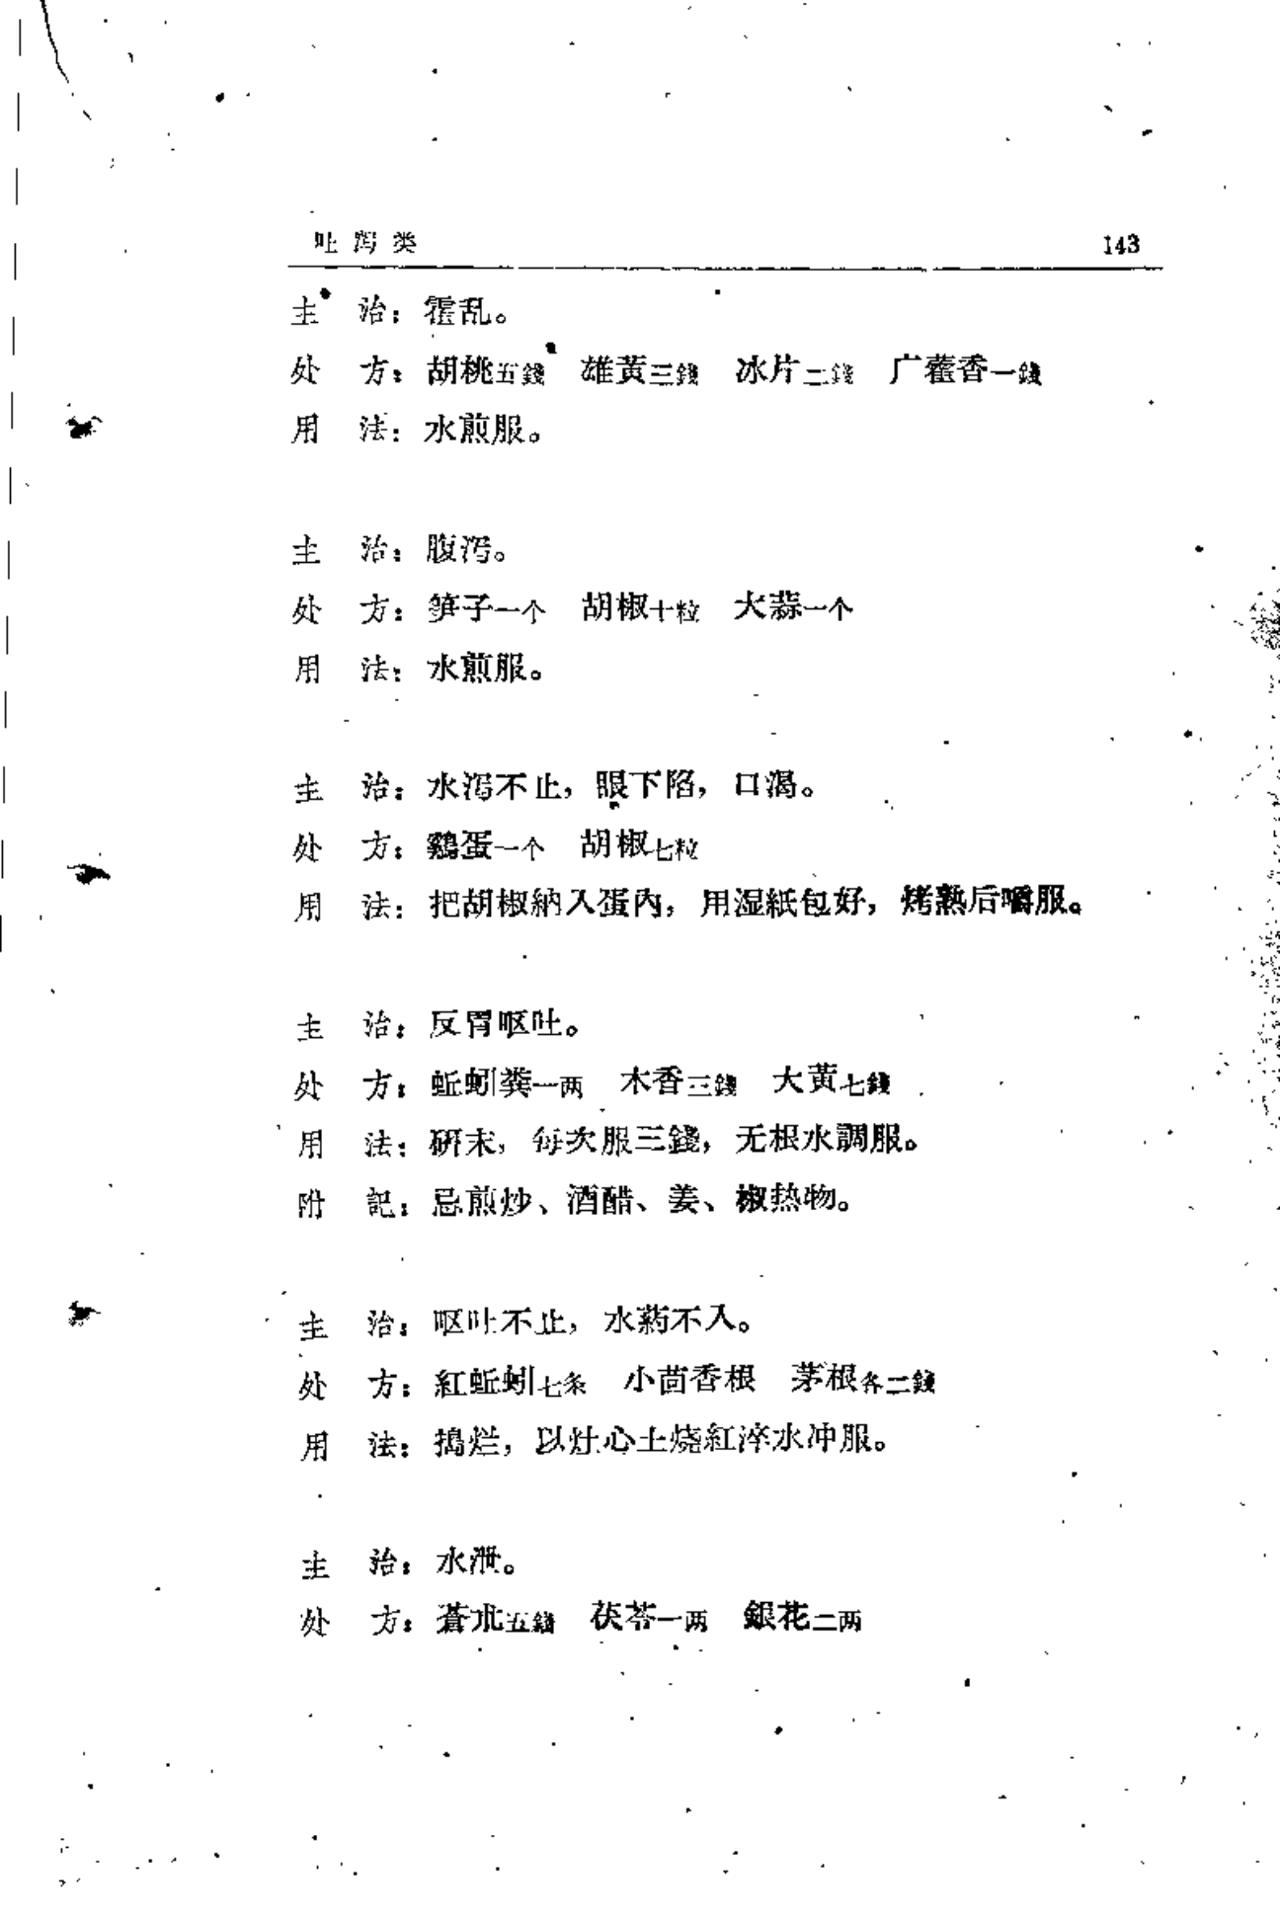 吐泻类 143
主　治：霍乱。
处　方：胡桃五錢　雄黃三錢　冰片二錢　广藿香一錢
用　法：水煎服。
主　治：腹泻。
处　方：笋子一个　胡椒十粒　大蒜一个
用　法：水煎服。
主　治：水泻不止，眼下陷，口渴。
处　方：鷄蛋一个　胡椒七粒
用　法：把胡椒納入蛋內，用湿紙包好，烤熟后嚼服。
主　治：反胃呕吐。
处　方：蚯蚓粪一两　木香三錢　大黃七錢
用　法：研末，每次服三錢，无根水調服。
附　記：忌煎炒、酒醋、姜、椒热物。
主　治：呕吐不止，水葯不入。
处　方：紅蚯蚓七条　小茴香根　茅根各二錢
用　法：搗烂，以灶心土烧紅淬水冲服。
主　治：水泄。
处　方：蒼朮五錢　茯苓一两　銀花二两